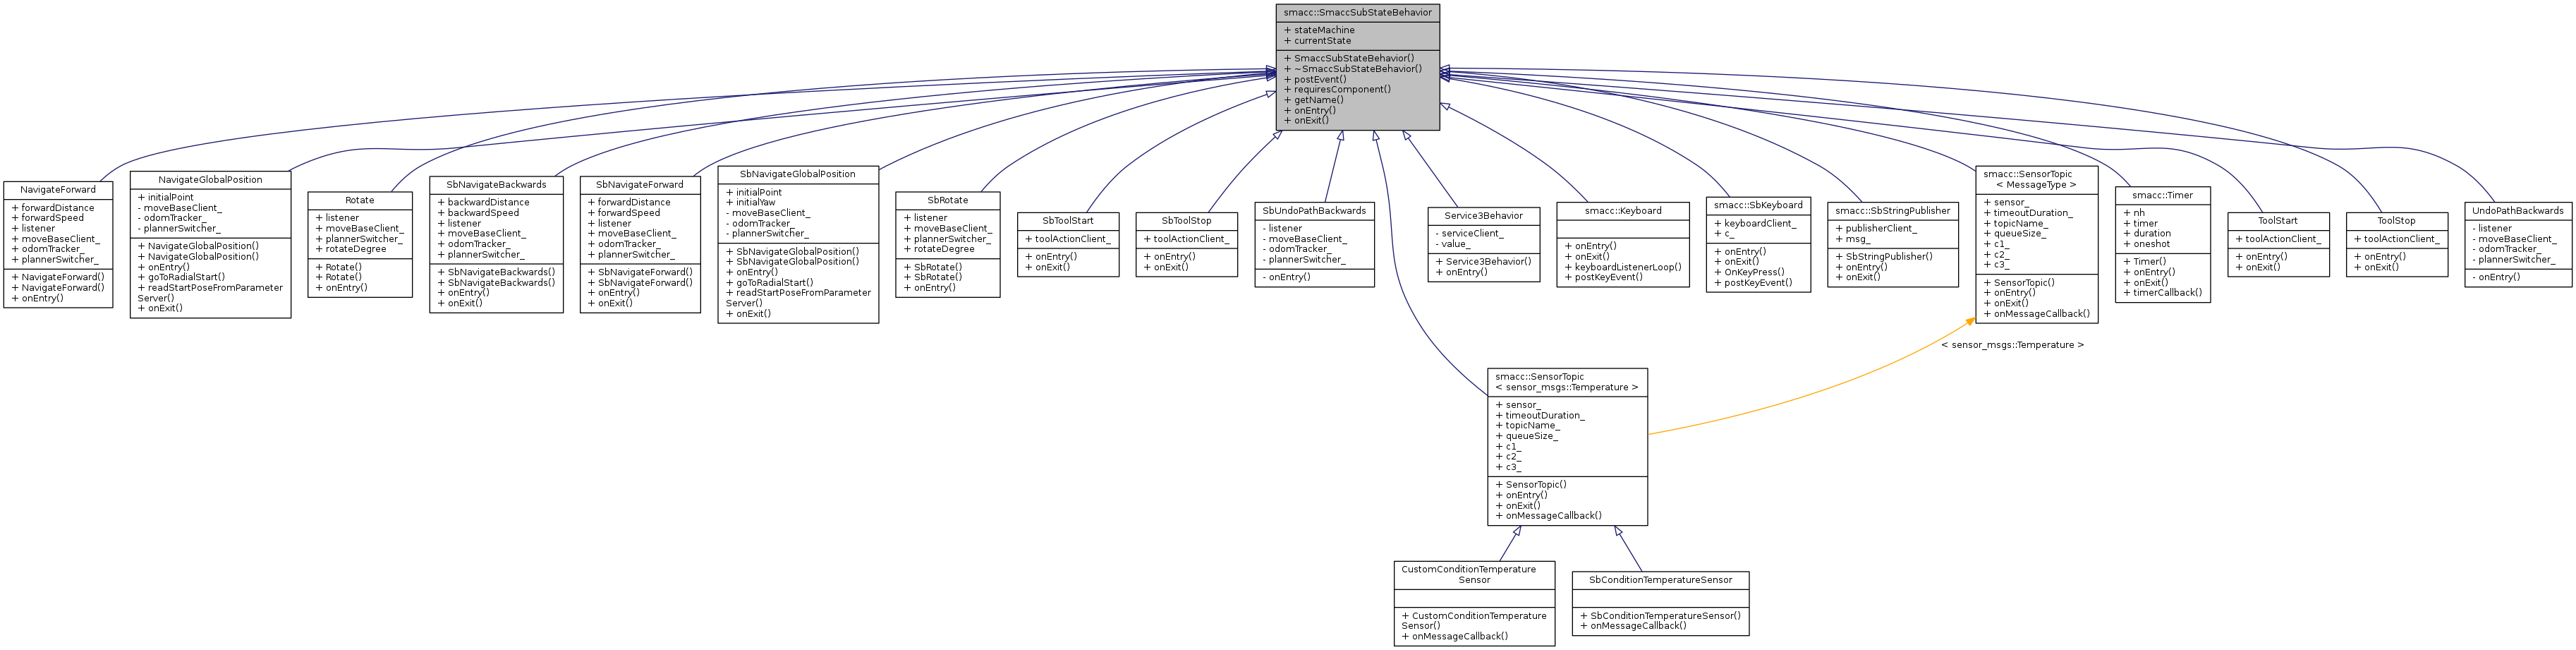 smacc::SmaccSubStateBehavior
+ stateMachine
+ currentState
+ SmaccSubStateBehavior()
+ ~SmaccSubStateBehavior()
+ postEvent()
+ requiresComponent()
+ getName()
+ onEntry()
+ onExit()
NavigateForward
+ forwardDistance
+ forwardSpeed
+ listener
+ moveBaseClient_
+ odomTracker_
+ plannerSwitcher_
+ NavigateForward()
+ NavigateForward()
+ onEntry()
NavigateGlobalPosition
+ initialPoint
- moveBaseClient_
- odomTracker_
- plannerSwitcher_
+ NavigateGlobalPosition()
+ NavigateGlobalPosition()
+ onEntry()
+ goToRadialStart()
+ readStartPoseFromParameter
Server()
+ onExit()
Rotate
+ listener
+ moveBaseClient_
+ plannerSwitcher_
+ rotateDegree
+ Rotate()
+ Rotate()
+ onEntry()
SbNavigateBackwards
+ backwardDistance
+ backwardSpeed
+ listener
+ moveBaseClient_
+ odomTracker_
+ plannerSwitcher_
+ SbNavigateBackwards()
+ SbNavigateBackwards()
+ onEntry()
+ onExit()
SbNavigateForward
+ forwardDistance
+ forwardSpeed
+ listener
+ moveBaseClient_
+ odomTracker_
+ plannerSwitcher_
+ SbNavigateForward()
+ SbNavigateForward()
+ onEntry()
+ onExit()
SbNavigateGlobalPosition
+ initialPoint
+ initialYaw
- moveBaseClient_
- odomTracker_
- plannerSwitcher_
+ SbNavigateGlobalPosition()
+ SbNavigateGlobalPosition()
+ onEntry()
+ goToRadialStart()
+ readStartPoseFromParameter
Server()
+ onExit()
SbRotate
+ listener
+ moveBaseClient_
+ plannerSwitcher_
+ rotateDegree
+ SbRotate()
+ SbRotate()
+ onEntry()
SbToolStart
+ toolActionClient_
+ onEntry()
+ onExit()
SbToolStop
+ toolActionClient_
+ onEntry()
+ onExit()
SbUndoPathBackwards
- listener
- moveBaseClient_
- odomTracker_
- plannerSwitcher_
- onEntry()
Service3Behavior
- serviceClient_
- value_
+ Service3Behavior()
+ onEntry()
smacc::Keyboard
+ onEntry()
+ onExit()
+ keyboardListenerLoop()
+ postKeyEvent()
smacc::SbKeyboard
+ keyboardClient_
+ c_
+ onEntry()
+ onExit()
+ OnKeyPress()
+ postKeyEvent()
smacc::SbStringPublisher
+ publisherClient_
+ msg_
+ SbStringPublisher()
+ onEntry()
+ onExit()
smacc::SensorTopic
< MessageType >
+ sensor_
+ timeoutDuration_
+ topicName_
+ queueSize_
+ c1_
+ c2_
+ c3_
+ SensorTopic()
+ onEntry()
+ onExit()
+ onMessageCallback()
smacc::Timer
+ nh
+ timer
+ duration
+ oneshot
+ Timer()
+ onEntry()
+ onExit()
+ timerCallback()
ToolStart
+ toolActionClient_
+ onEntry()
+ onExit()
ToolStop
+ toolActionClient_
+ onEntry()
+ onExit()
UndoPathBackwards
- listener
- moveBaseClient_
- odomTracker_
- plannerSwitcher_
- onEntry()
< sensor_msgs::Temperature >
smacc::SensorTopic
< sensor_msgs::Temperature >
+ sensor_
+ timeoutDuration_
+ topicName_
+ queueSize_
+ c1_
+ c2_
+ c3_
+ SensorTopic()
+ onEntry()
+ onExit()
+ onMessageCallback()
CustomConditionTemperature
Sensor
+ CustomConditionTemperature
Sensor()
+ onMessageCallback()
SbConditionTemperatureSensor
+ SbConditionTemperatureSensor()
+ onMessageCallback()